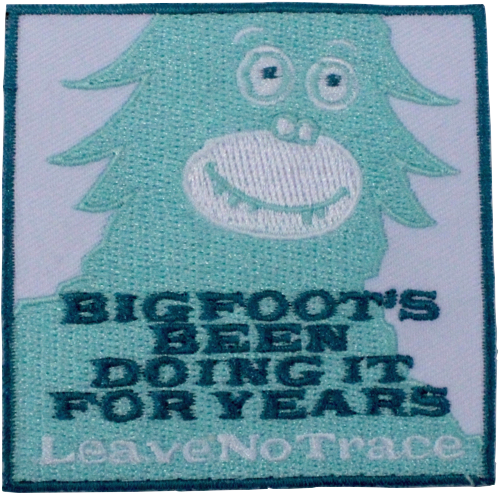 BIGFOOT'S
BEEN
DOING IT
FOR YEARS
LeaveNoTrace